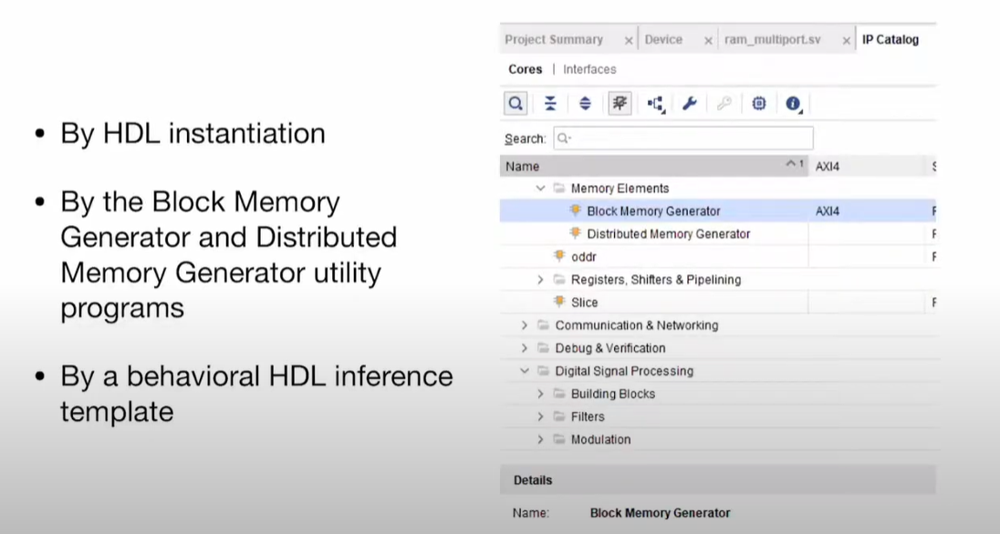 • By HDL instantiation
• By the Block Memory
Generator and Distributed
Memory Generator utility
programs
• By a behavioral HDL inference
template
Project Summary × Device × ram_multiport.sv × IP Catalog
Cores | Interfaces
Search:
Name 1 AXI4 S
Memory Elements
Block Memory Generator AXI4 F
Distributed Memory Generator F
oddr F
Registers, Shifters & Pipelining
Slice F
Communication & Networking
Debug & Verification
Digital Signal Processing
Building Blocks
Filters
Modulation
Details
Name: Block Memory Generator